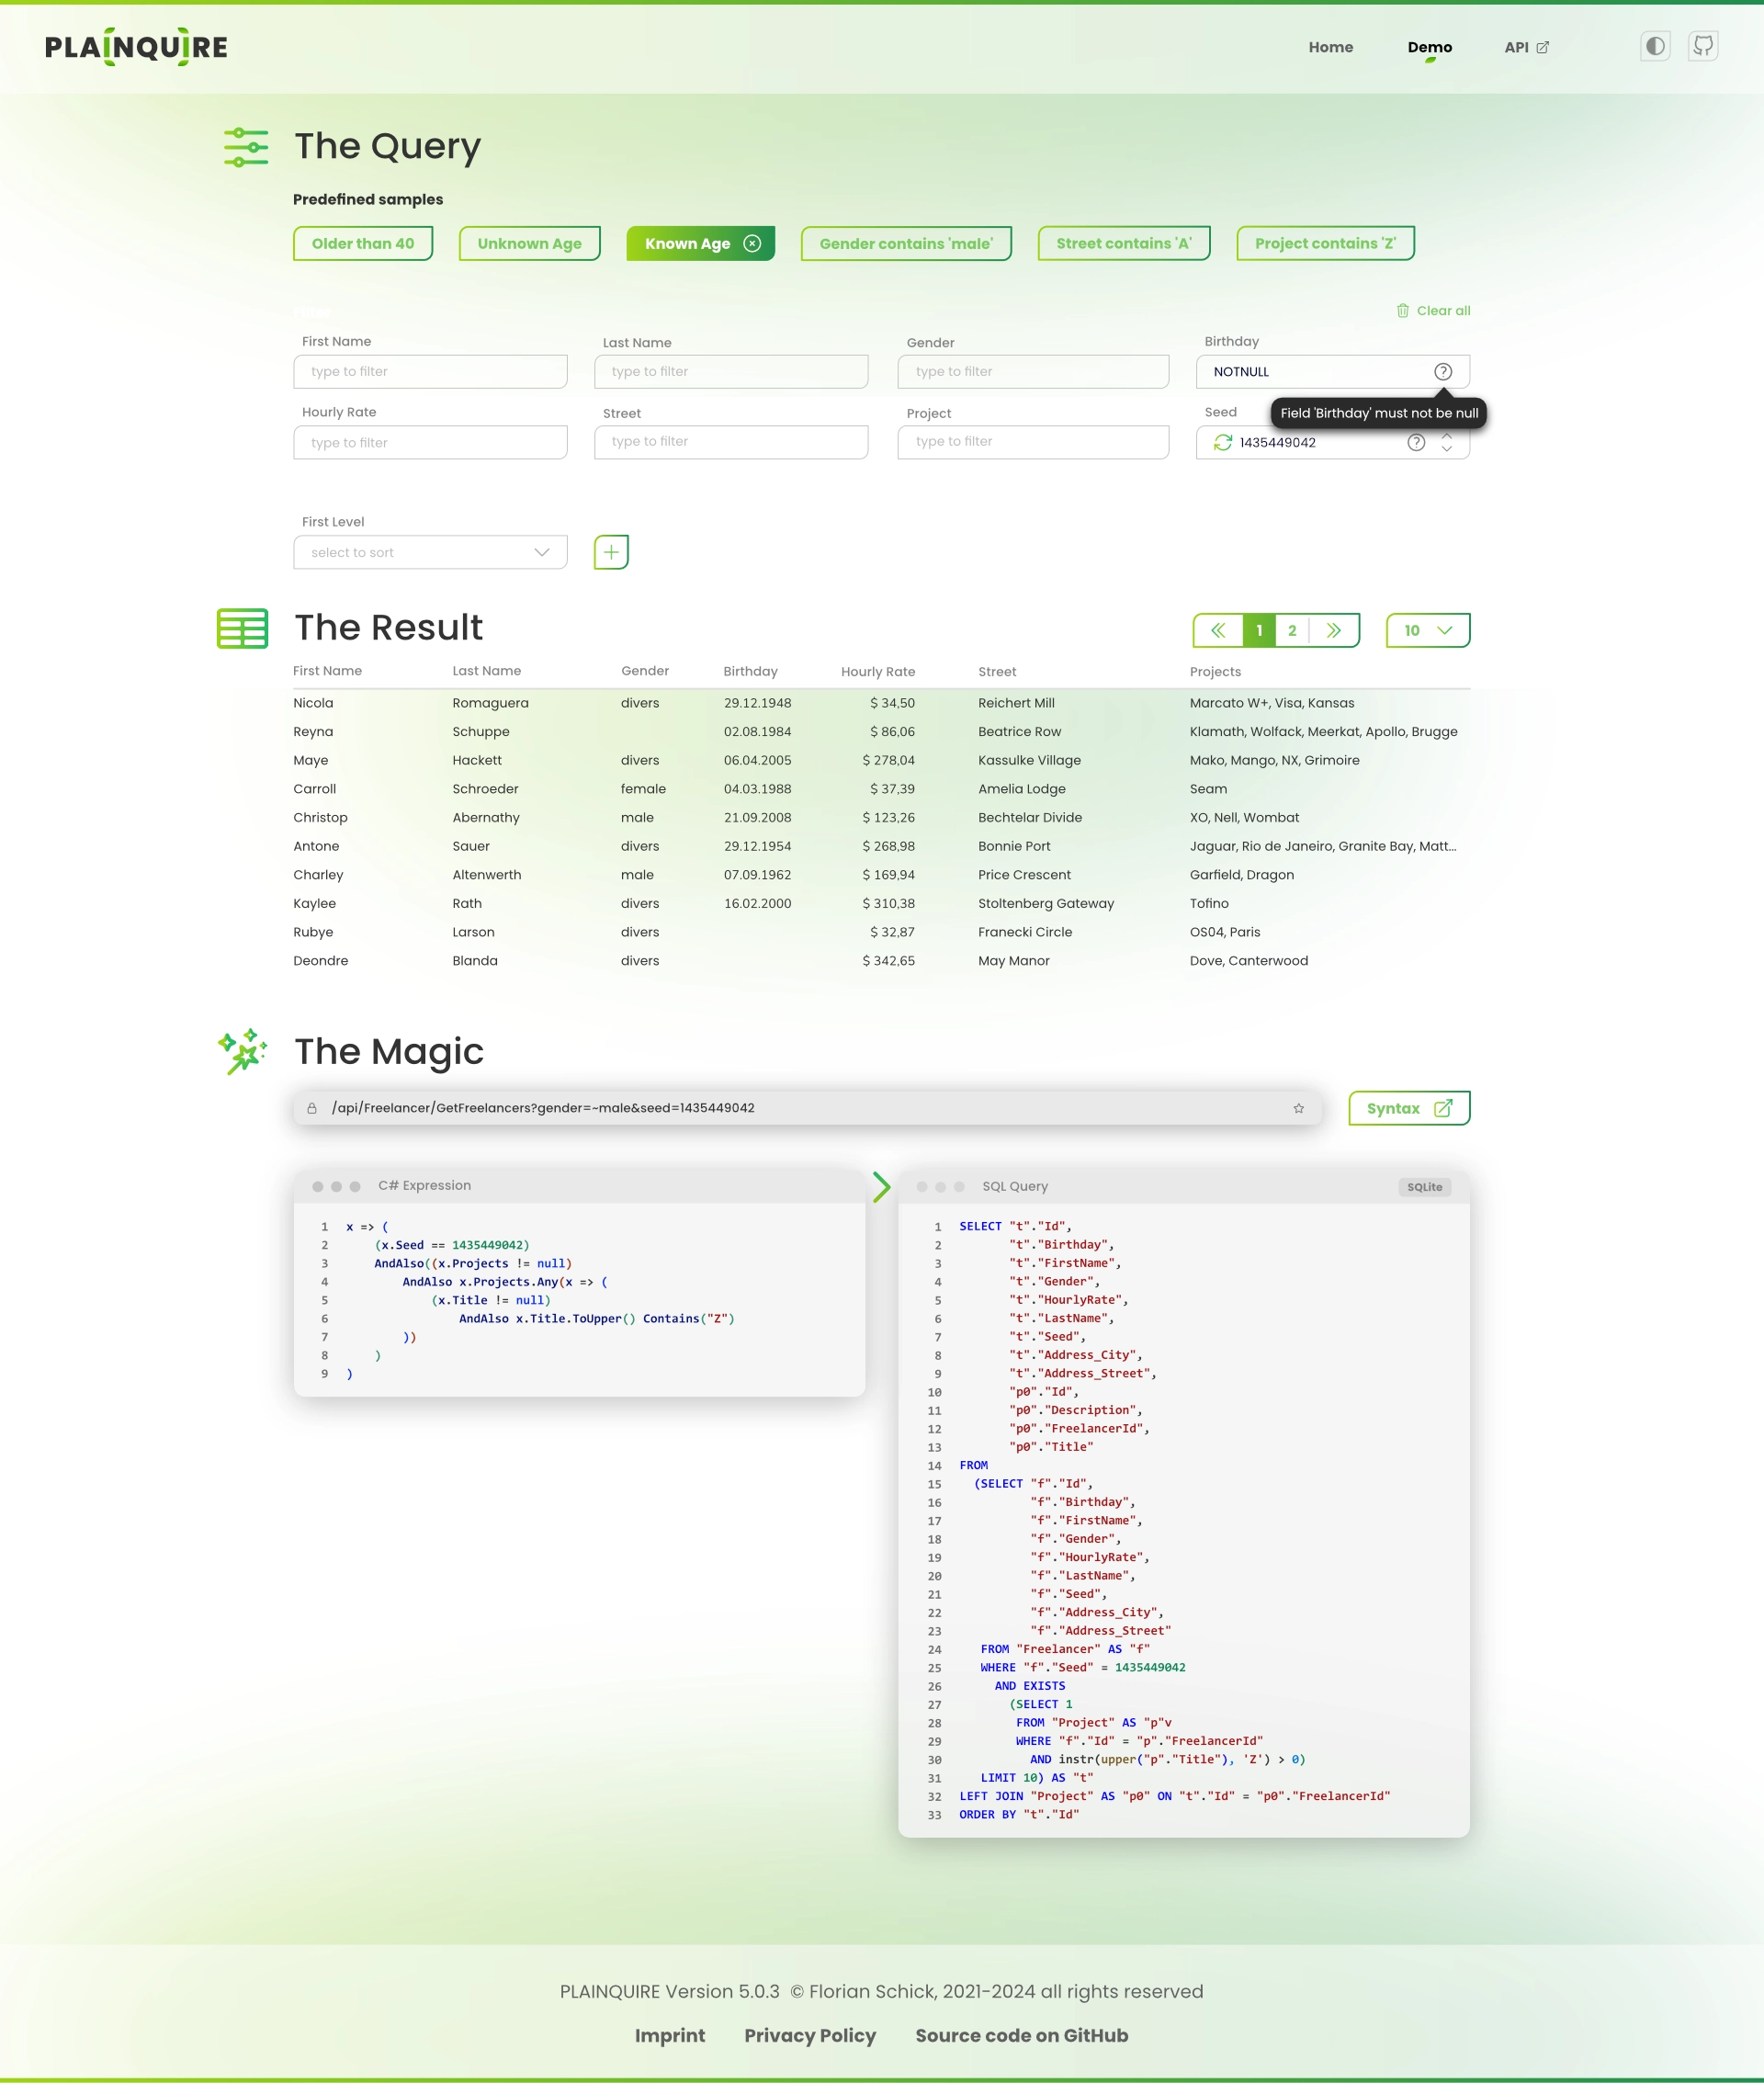 PLAINQUIRE
Home Demo API
The Query
Predefined samples
Older than 40 Unknown Age Known Age Gender contains 'male' Street contains 'A' Project contains 'Z'
Filter Clear all
First Name Last Name Gender Birthday
type to filter type to filter type to filter NOTNULL
Field 'Birthday' must not be null
Hourly Rate Street Project Seed
type to filter type to filter type to filter 1435449042
First Level
select to sort
The Result 1 2 10
First Name Last Name Gender Birthday Hourly Rate Street Projects
Nicola Romaguera divers 29.12.1948 $ 34,50 Reichert Mill Marcato W+, Visa, Kansas
Reyna Schuppe 02.08.1984 $ 86,06 Beatrice Row Klamath, Wolfack, Meerkat, Apollo, Brugge
Maye Hackett divers 06.04.2005 $ 278,04 Kassulke Village Mako, Mango, NX, Grimoire
Carroll Schroeder female 04.03.1988 $ 37,39 Amelia Lodge Seam
Christop Abernathy male 21.09.2008 $ 123,26 Bechtelar Divide XO, Nell, Wombat
Antone Sauer divers 29.12.1954 $ 268,98 Bonnie Port Jaguar, Rio de Janeiro, Granite Bay, Matt...
Charley Altenwerth male 07.09.1962 $ 169,94 Price Crescent Garfield, Dragon
Kaylee Rath divers 16.02.2000 $ 310,38 Stoltenberg Gateway Tofino
Rubye Larson divers $ 32,87 Franecki Circle OS04, Paris
Deondre Blanda divers $ 342,65 May Manor Dove, Canterwood
The Magic
/api/Freelancer/GetFreelancers?gender=~male&seed=1435449042 Syntax
C# Expression
1 x => (
2 (x.Seed == 1435449042)
3 AndAlso((x.Projects != null)
4 AndAlso x.Projects.Any(x => (
5 (x.Title != null)
6 AndAlso x.Title.ToUpper() Contains("Z")
7 ))
8 )
9 )
SQL Query SQLite
1 SELECT "t"."Id",
2 "t"."Birthday",
3 "t"."FirstName",
4 "t"."Gender",
5 "t"."HourlyRate",
6 "t"."LastName",
7 "t"."Seed",
8 "t"."Address_City",
9 "t"."Address_Street",
10 "p0"."Id",
11 "p0"."Description",
12 "p0"."FreelancerId",
13 "p0"."Title"
14 FROM
15 (SELECT "f"."Id",
16 "f"."Birthday",
17 "f"."FirstName",
18 "f"."Gender",
19 "f"."HourlyRate",
20 "f"."LastName",
21 "f"."Seed",
22 "f"."Address_City",
23 "f"."Address_Street"
24 FROM "Freelancer" AS "f"
25 WHERE "f"."Seed" = 1435449042
26 AND EXISTS
27 (SELECT 1
28 FROM "Project" AS "p"v
29 WHERE "f"."Id" = "p"."FreelancerId"
30 AND instr(upper("p"."Title"), 'Z') > 0)
31 LIMIT 10) AS "t"
32 LEFT JOIN "Project" AS "p0" ON "t"."Id" = "p0"."FreelancerId"
33 ORDER BY "t"."Id"
PLAINQUIRE Version 5.0.3 © Florian Schick, 2021-2024 all rights reserved
Imprint Privacy Policy Source code on GitHub